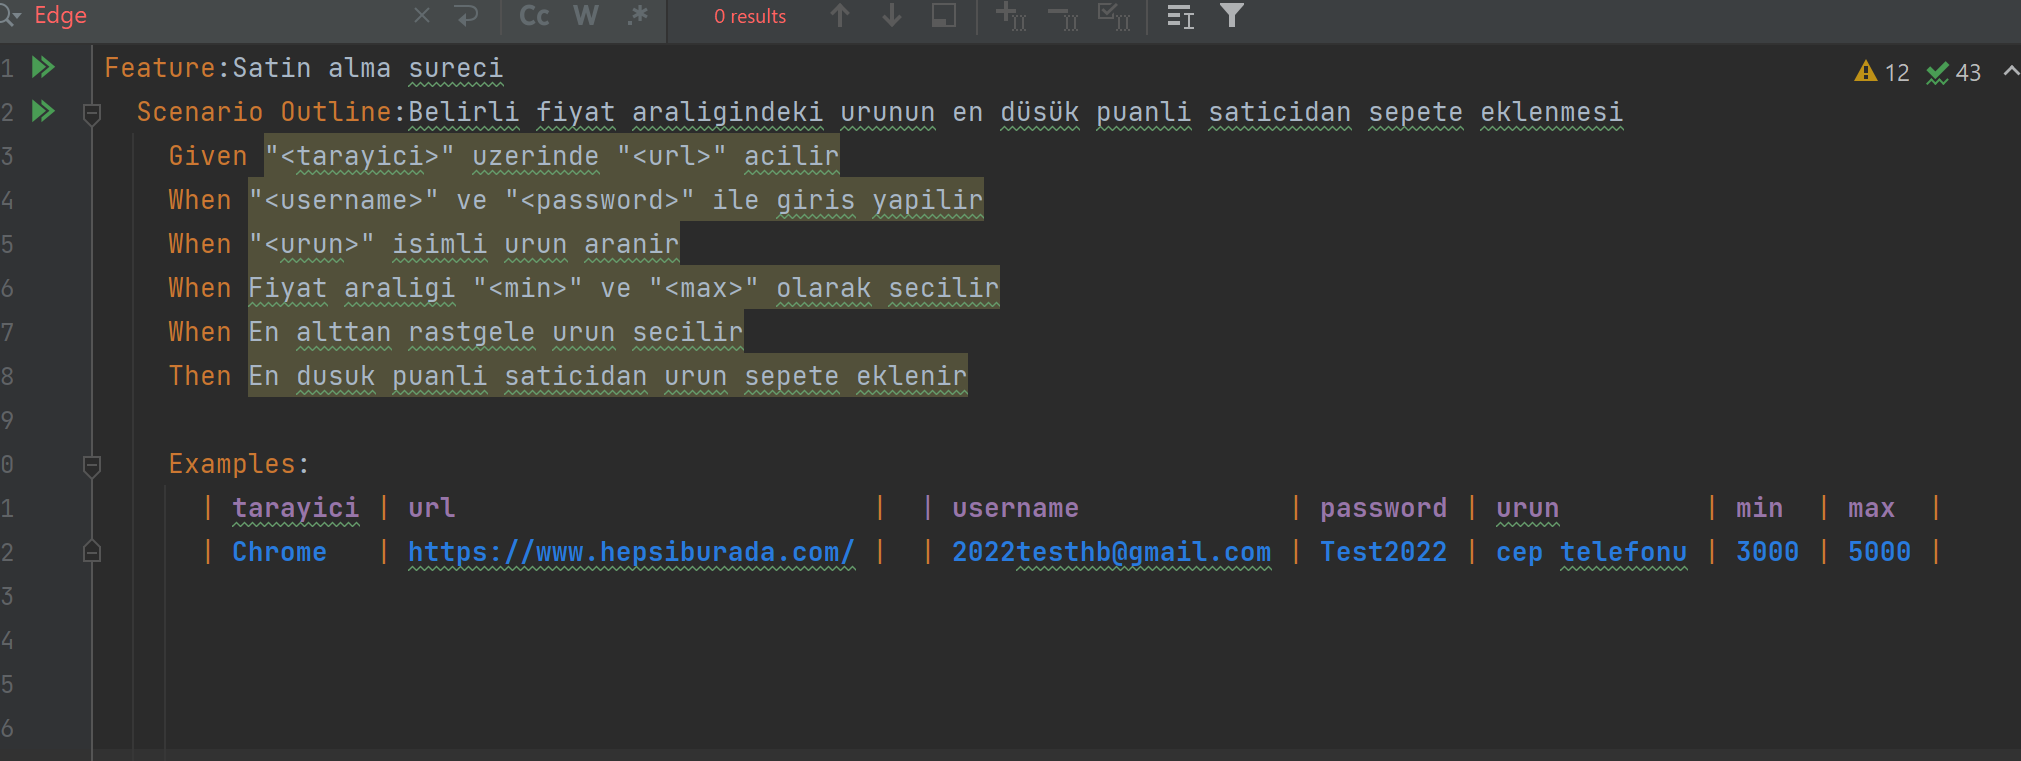 Edge Cc W .* 0 results
1 Feature:Satin alma sureci 12 43
2 Scenario Outline:Belirli fiyat araligindeki urunun en düsük puanli saticidan sepete eklenmesi
3 Given "<tarayici>" uzerinde "<url>" acilir
4 When "<username>" ve "<password>" ile giris yapilir
5 When "<urun>" isimli urun aranir
6 When Fiyat araligi "<min>" ve "<max>" olarak secilir
7 When En alttan rastgele urun secilir
8 Then En dusuk puanli saticidan urun sepete eklenir
9
0 Examples:
1 | tarayici | url | | username | password | urun | min | max |
2 | Chrome | https://www.hepsiburada.com/ | | 2022testhb@gmail.com | Test2022 | cep telefonu | 3000 | 5000 |
3
4
5
6